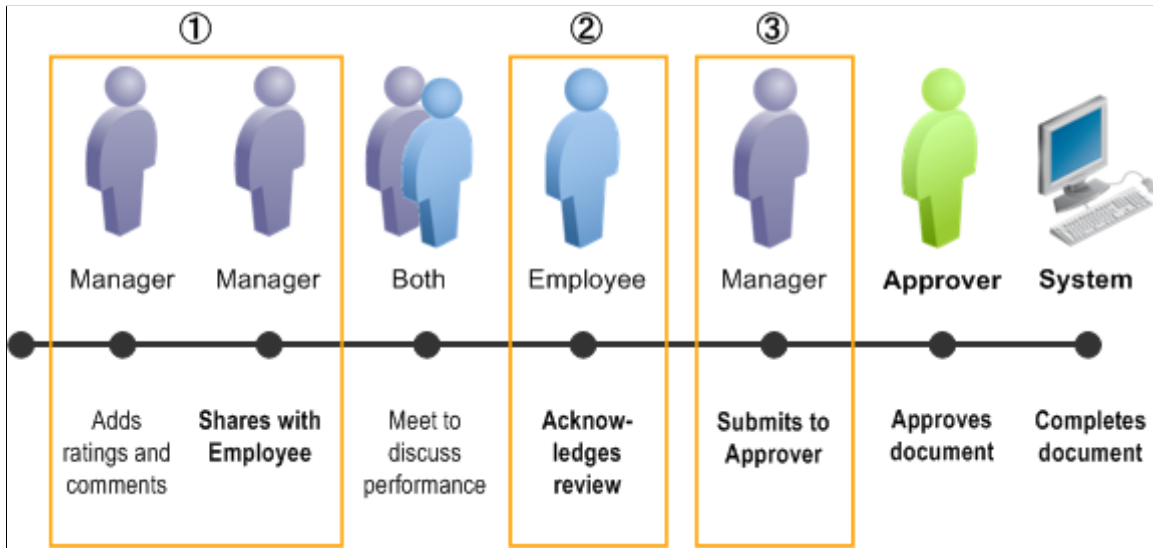 ① ② ③
Manager Manager Both Employee Manager Approver System
Adds
ratings and
comments
Shares with
Employee
Meet to
discuss
performance
Acknow-
ledges
review
Submits to
Approver
Approves
document
Completes
document